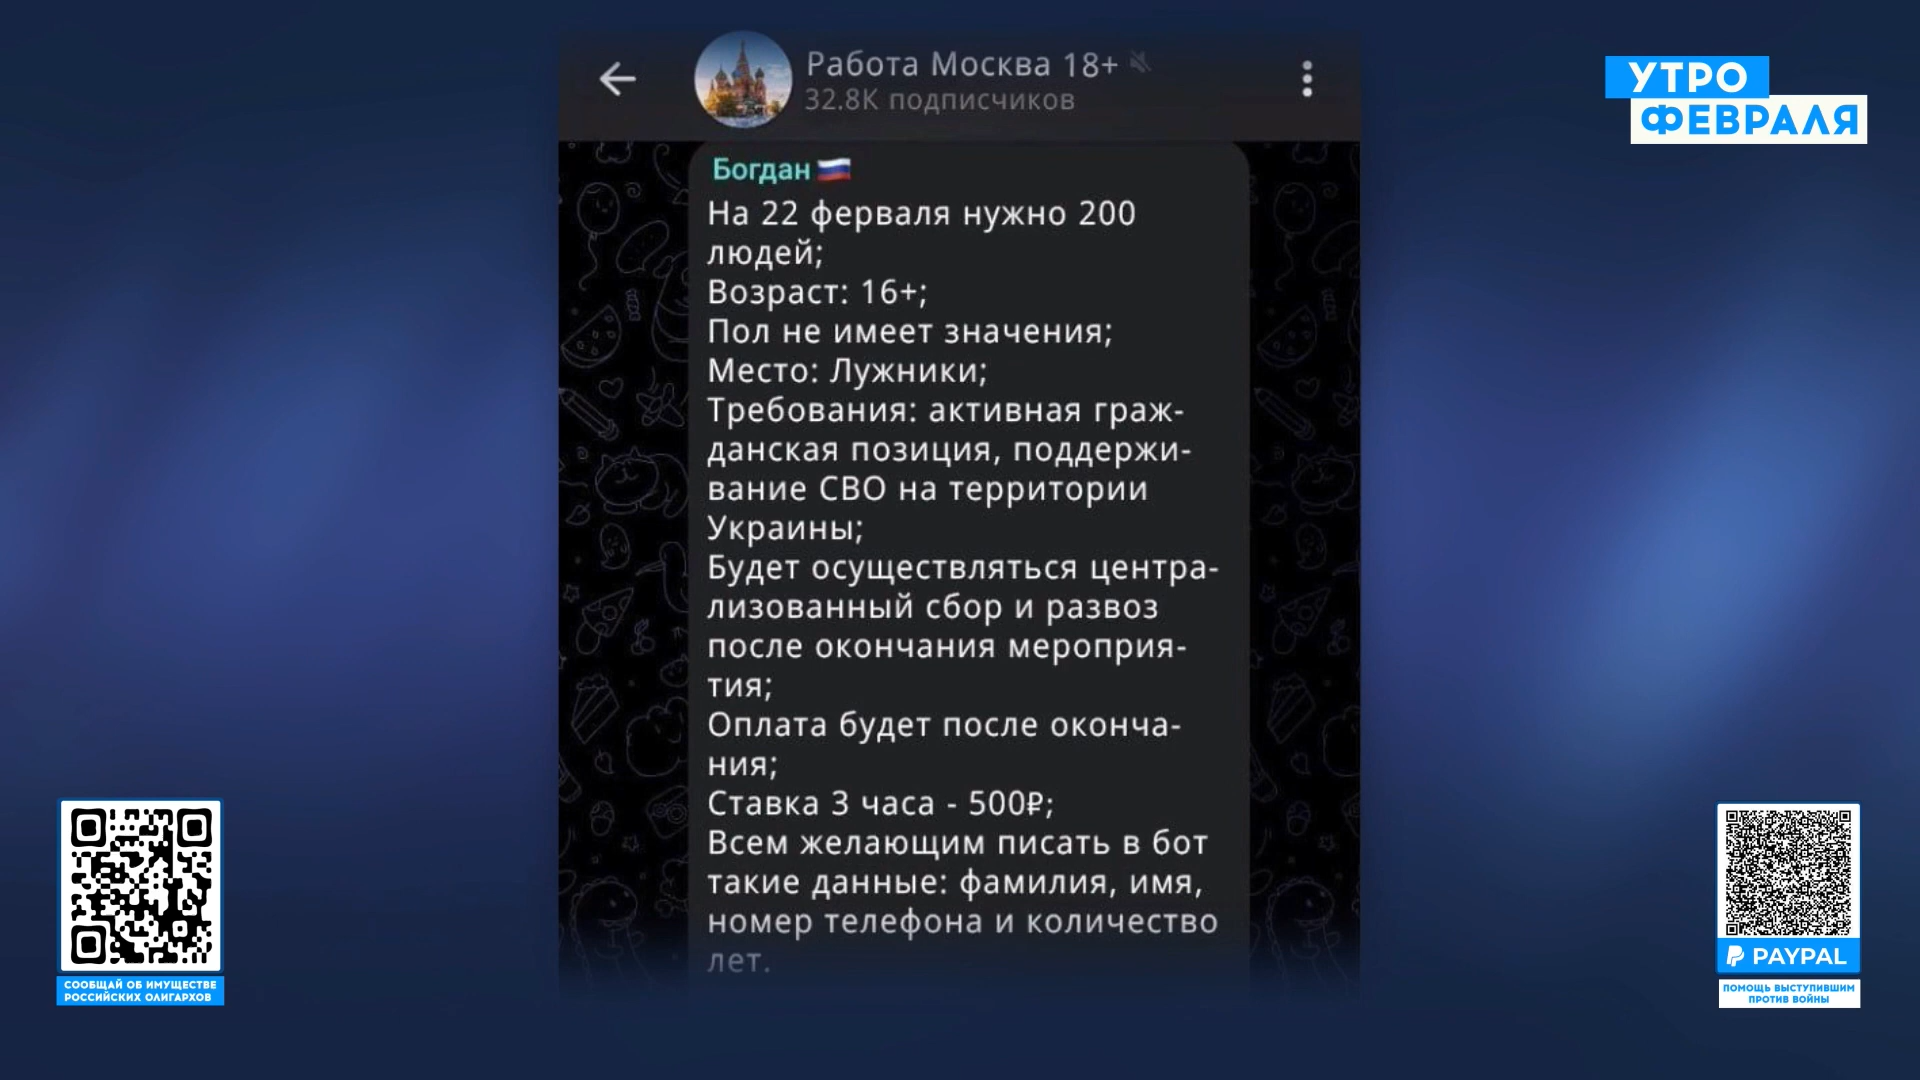 Работа Москва 18+
32.8K подписчиков
УТРО
ФЕВРАЛЯ
Богдан
На 22 ферваля нужно 200
людей;
Возраст: 16+;
Пол не имеет значения;
Место: Лужники;
Требования: активная граж-
данская позиция, поддержи-
вание СВО на территории
Украины;
Будет осуществляться центра-
лизованный сбор и развоз
после окончания мероприя-
тия;
Оплата будет после оконча-
ния;
Ставка 3 часа - 500₽;
Всем желающим писать в бот
такие данные: фамилия, имя,
номер телефона и количество
лет.
СООБЩАЙ ОБ ИМУЩЕСТВЕ
РОССИЙСКИХ ОЛИГАРХОВ
PAYPAL
ПОМОЩЬ ВЫСТУПИВШИМ
ПРОТИВ ВОЙНЫ